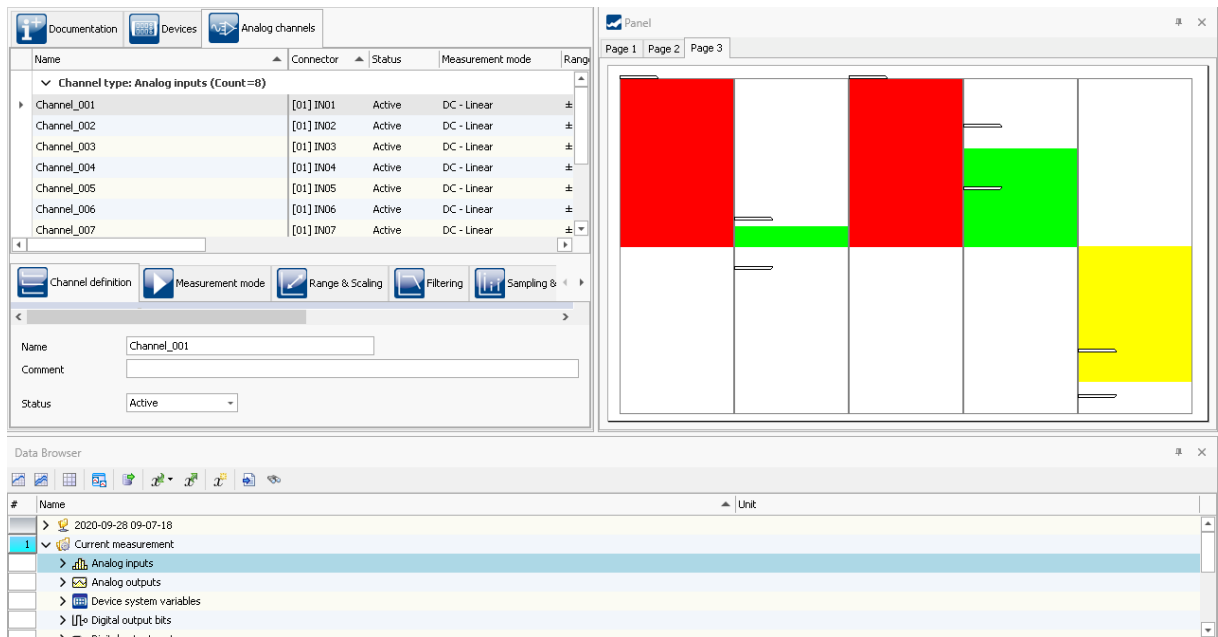 Documentation Devices Analog channels
Name Connector Status Measurement mode Rang
Channel type: Analog inputs (Count=8)
Channel_001 [01] IN01 Active DC - Linear ±
Channel_002 [01] IN02 Active DC - Linear ±
Channel_003 [01] IN03 Active DC - Linear ±
Channel_004 [01] IN04 Active DC - Linear ±
Channel_005 [01] IN05 Active DC - Linear ±
Channel_006 [01] IN06 Active DC - Linear ±
Channel_007 [01] IN07 Active DC - Linear ±
Channel definition Measurement mode Range & Scaling Filtering Sampling &
Name Channel_001
Comment
Status Active
Panel
Page 1 Page 2 Page 3
Data Browser
# Name Unit
2020-09-28 09-07-18
1 Current measurement
Analog inputs
Analog outputs
Device system variables
Digital output bits